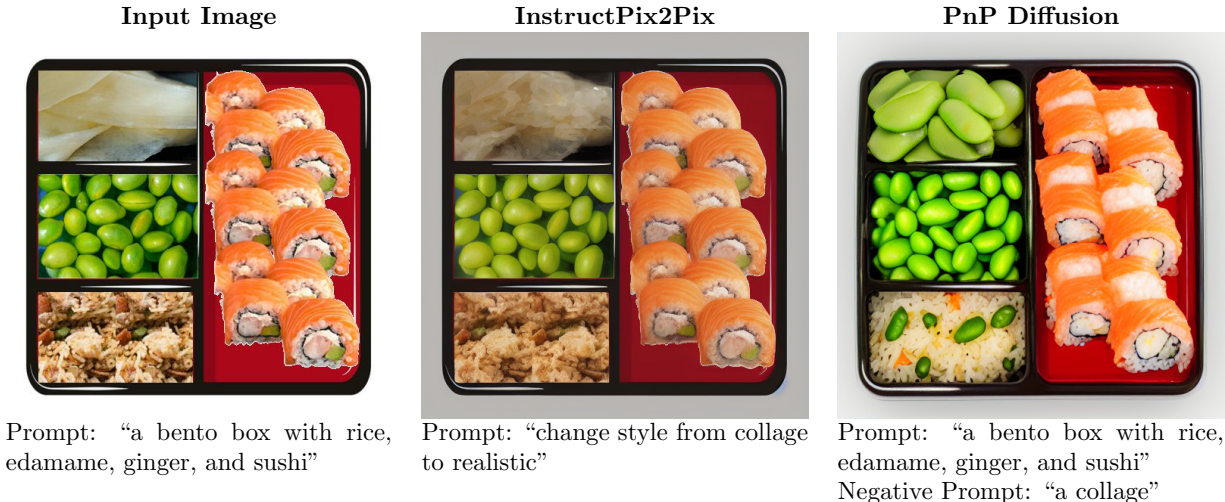 Input Image
InstructPix2Pix
PnP Diffusion
Prompt: “a bento box with rice,
edamame, ginger, and sushi”
Prompt: “change style from collage
to realistic”
Prompt: “a bento box with rice,
edamame, ginger, and sushi”
Negative Prompt: “a collage”